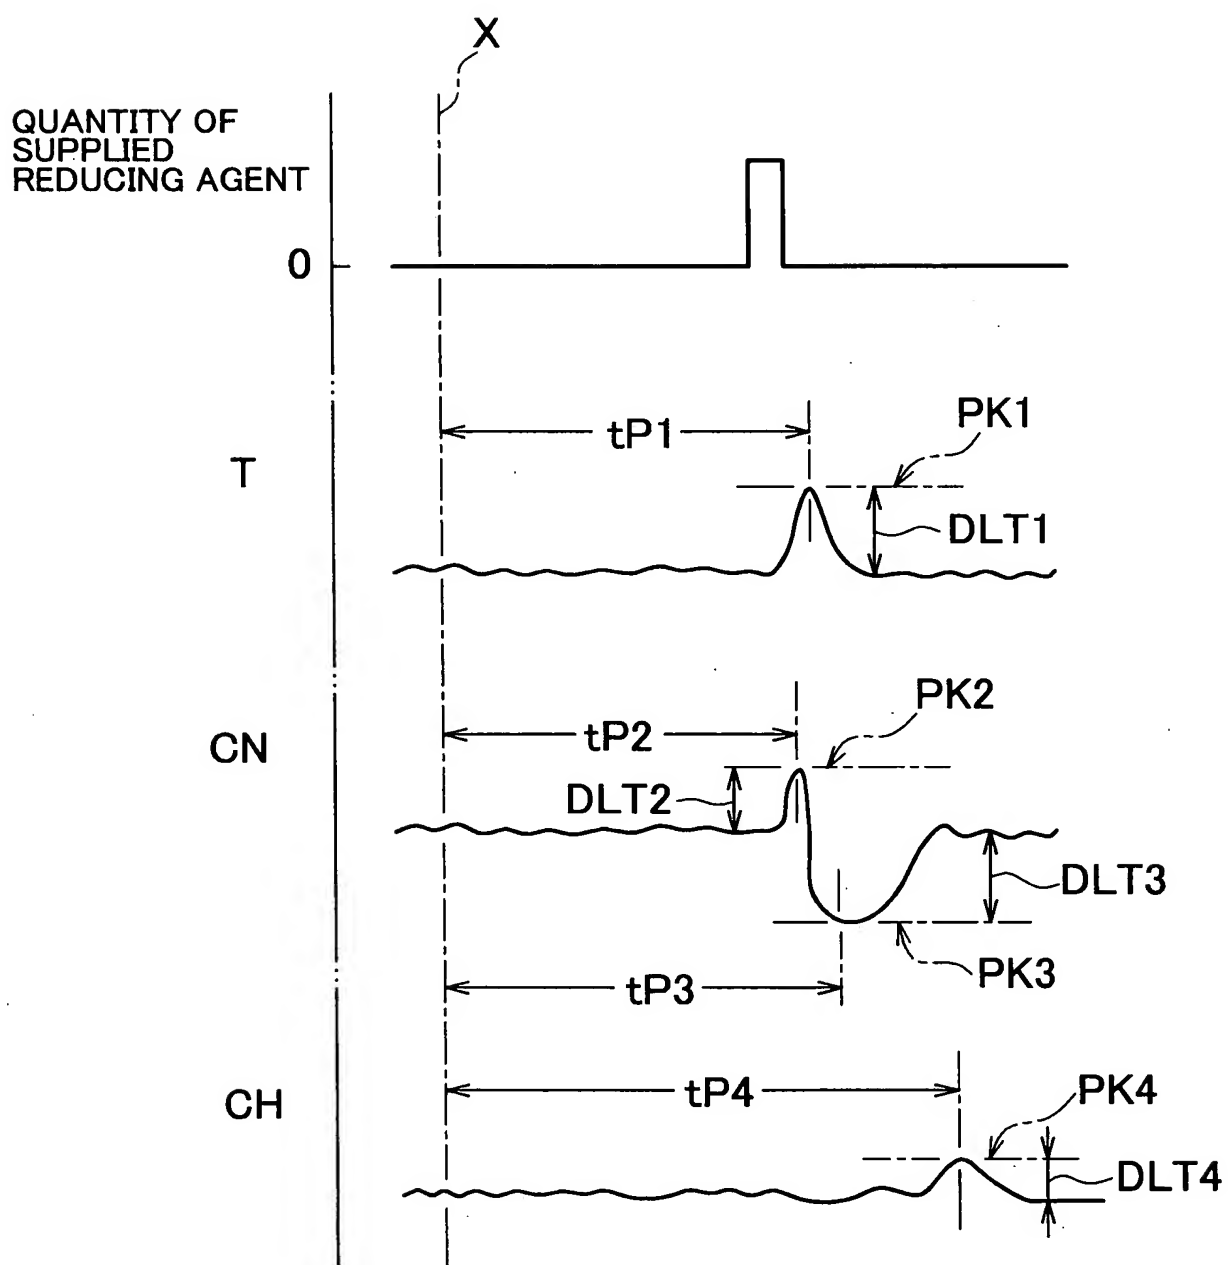 X
QUANTITY OF
SUPPLIED
REDUCING AGENT
0
T
tP1
PK1
DLT1
CN
tP2
PK2
DLT2
DLT3
tP3
PK3
CH
tP4
PK4
DLT4